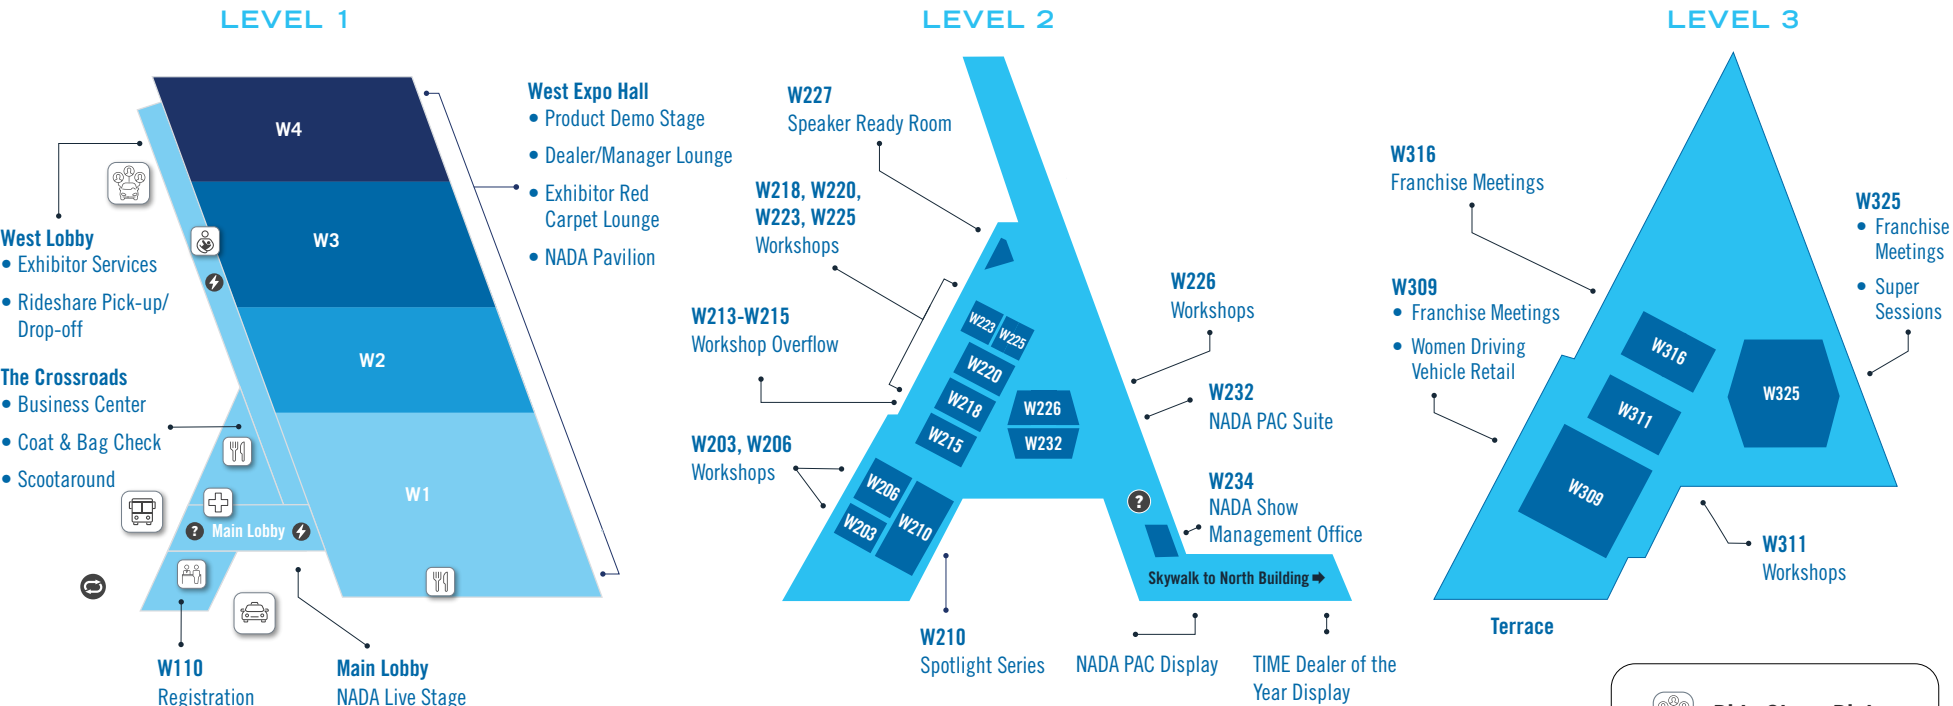 LEVEL 1
W4
W3
W2
W1
West Expo Hall
• Product Demo Stage
• Dealer/Manager Lounge
• Exhibitor Red
Carpet Lounge
• NADA Pavilion
West Lobby
• Exhibitor Services
• Rideshare Pick-up/
Drop-off
The Crossroads
• Business Center
• Coat & Bag Check
• Scootaround
? Main Lobby
W110
Registration
Main Lobby
NADA Live Stage
LEVEL 2
W227
Speaker Ready Room
W218, W220,
W223, W225
Workshops
W213-W215
Workshop Overflow
W203, W206
Workshops
W223
W225
W220
W218
W215
W206
W203
W210
W226
W232
W226
Workshops
W232
NADA PAC Suite
?
W234
NADA Show
Management Office
Skywalk to North Building
W210
Spotlight Series
NADA PAC Display
TIME Dealer of the
Year Display
LEVEL 3
W316
Franchise Meetings
W309
• Franchise Meetings
• Women Driving
Vehicle Retail
W325
• Franchise
Meetings
• Super
Sessions
W316
W311
W309
W325
W311
Workshops
Terrace